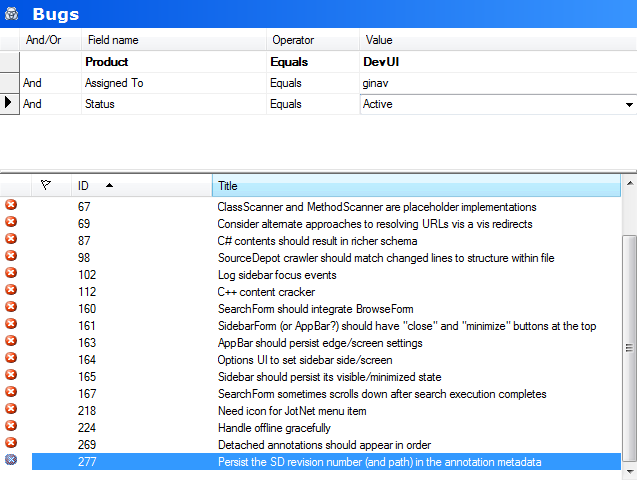 Bugs
And/Or Field name Operator Value
Product Equals DevUI
And Assigned To Equals ginav
And Status Equals Active
ID Title
67 ClassScanner and MethodScanner are placeholder implementations
69 Consider alternate approaches to resolving URLs vis a vis redirects
87 C# contents should result in richer schema
98 SourceDepot crawler should match changed lines to structure within file
102 Log sidebar focus events
112 C++ content cracker
160 SearchForm should integrate BrowseForm
161 SidebarForm (or AppBar?) should have "close" and "minimize" buttons at the top
163 AppBar should persist edge/screen settings
164 Options UI to set sidebar side/screen
165 Sidebar should persist its visible/minimized state
167 SearchForm sometimes scrolls down after search execution completes
218 Need icon for JotNet menu item
224 Handle offline gracefully
269 Detached annotations should appear in order
277 Persist the SD revision number (and path) in the annotation metadata